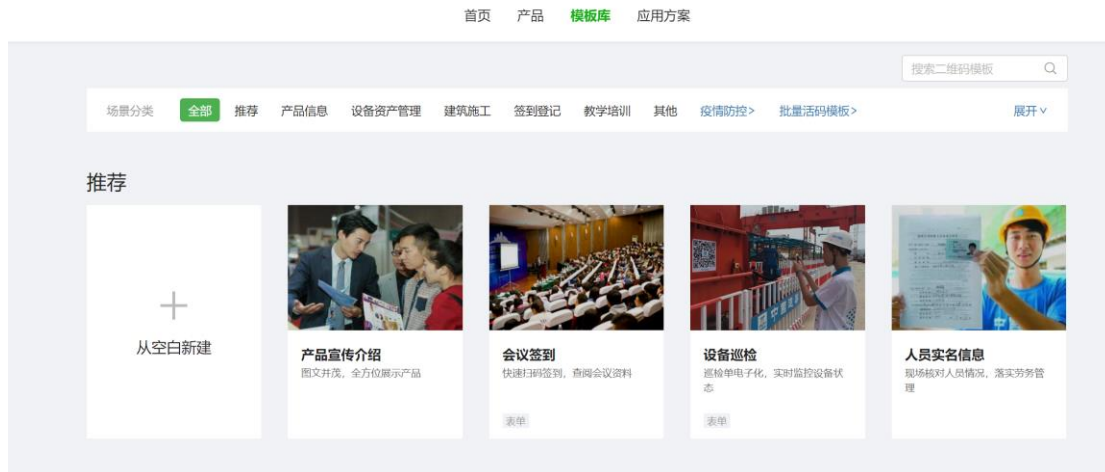 首页 产品 模板库 应用方案
搜索二维码模板
场景分类 全部 推荐 产品信息 设备资产管理 建筑施工 签到登记 教学培训 其他 疫情防控> 批量活码模板> 展开
推荐
从空白新建
产品宣传介绍
图文并茂，全方位展示产品
会议签到
快速扫码签到，查阅会议资料
表单
设备巡检
巡检单电子化，实时监控设备状
态
表单
人员实名信息
现场核对人员情况，落实劳务管
理